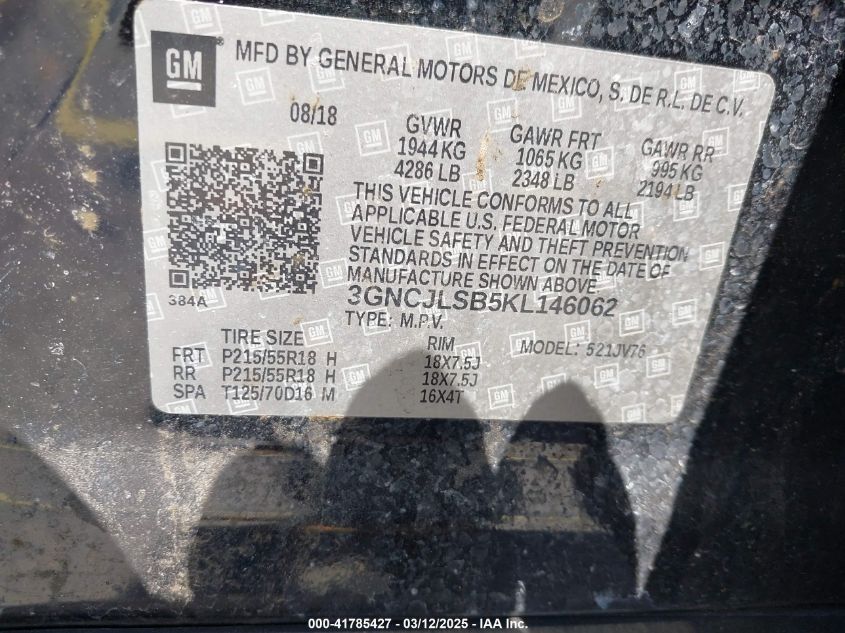 GM
MFD BY GENERAL MOTORS DE MEXICO, S. DE R.L. DE C.V.
08/18
GVWR GAWR FRT GAWR RR
1944 KG 1065 KG 995 KG
4286 LB 2348 LB 2194 LB
THIS VEHICLE CONFORMS TO ALL
APPLICABLE U.S. FEDERAL MOTOR
VEHICLE SAFETY AND THEFT PREVENTION
STANDARDS IN EFFECT ON THE DATE OF
MANUFACTURE SHOWN ABOVE
384A
3GNCJLSB5KL146062
TYPE: M.P.V.
TIRE SIZE RIM MODEL: 521JV76
FRT P215/55R18 H 18X7.5J
RR P215/55R18 H 18X7.5J
SPA T125/70D16 M 16X4T
000-41785427 - 03/12/2025 - IAA Inc.